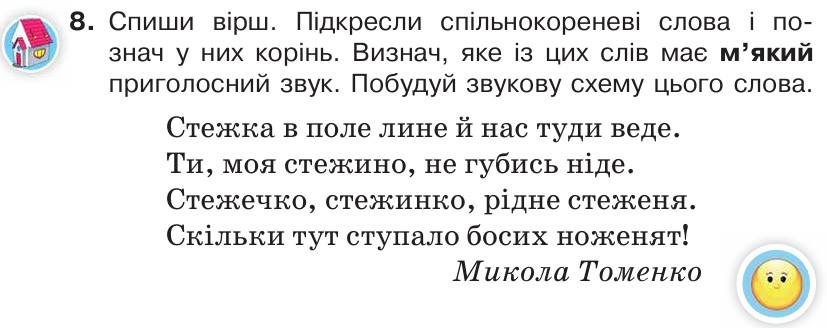 8. Спиши вірш. Підкресли спільнокореневі слова і по-
знач у них корінь. Визнач, яке із цих слів має м’який
приголосний звук. Побудуй звукову схему цього слова.
Стежка в поле лине й нас туди веде.
Ти, моя стежино, не губись ніде.
Стежечко, стежинко, рідне стеженя.
Скільки тут ступало босих ноженят!
Микола Томенко